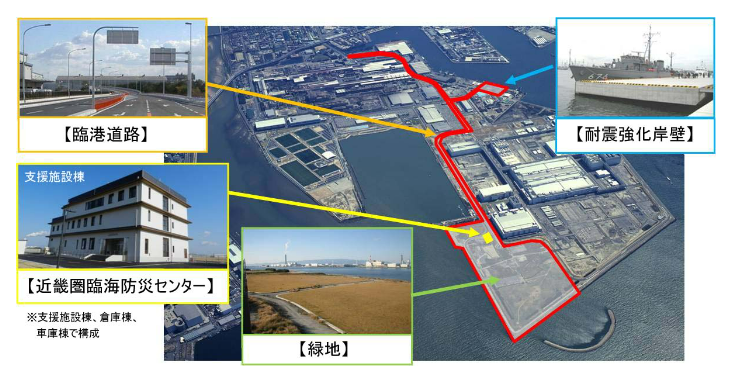 【臨港道路】
【耐震強化岸壁】
支援施設棟
【近畿圏臨海防災センター】
※支援施設棟、倉庫棟、
車庫棟で構成
【緑地】